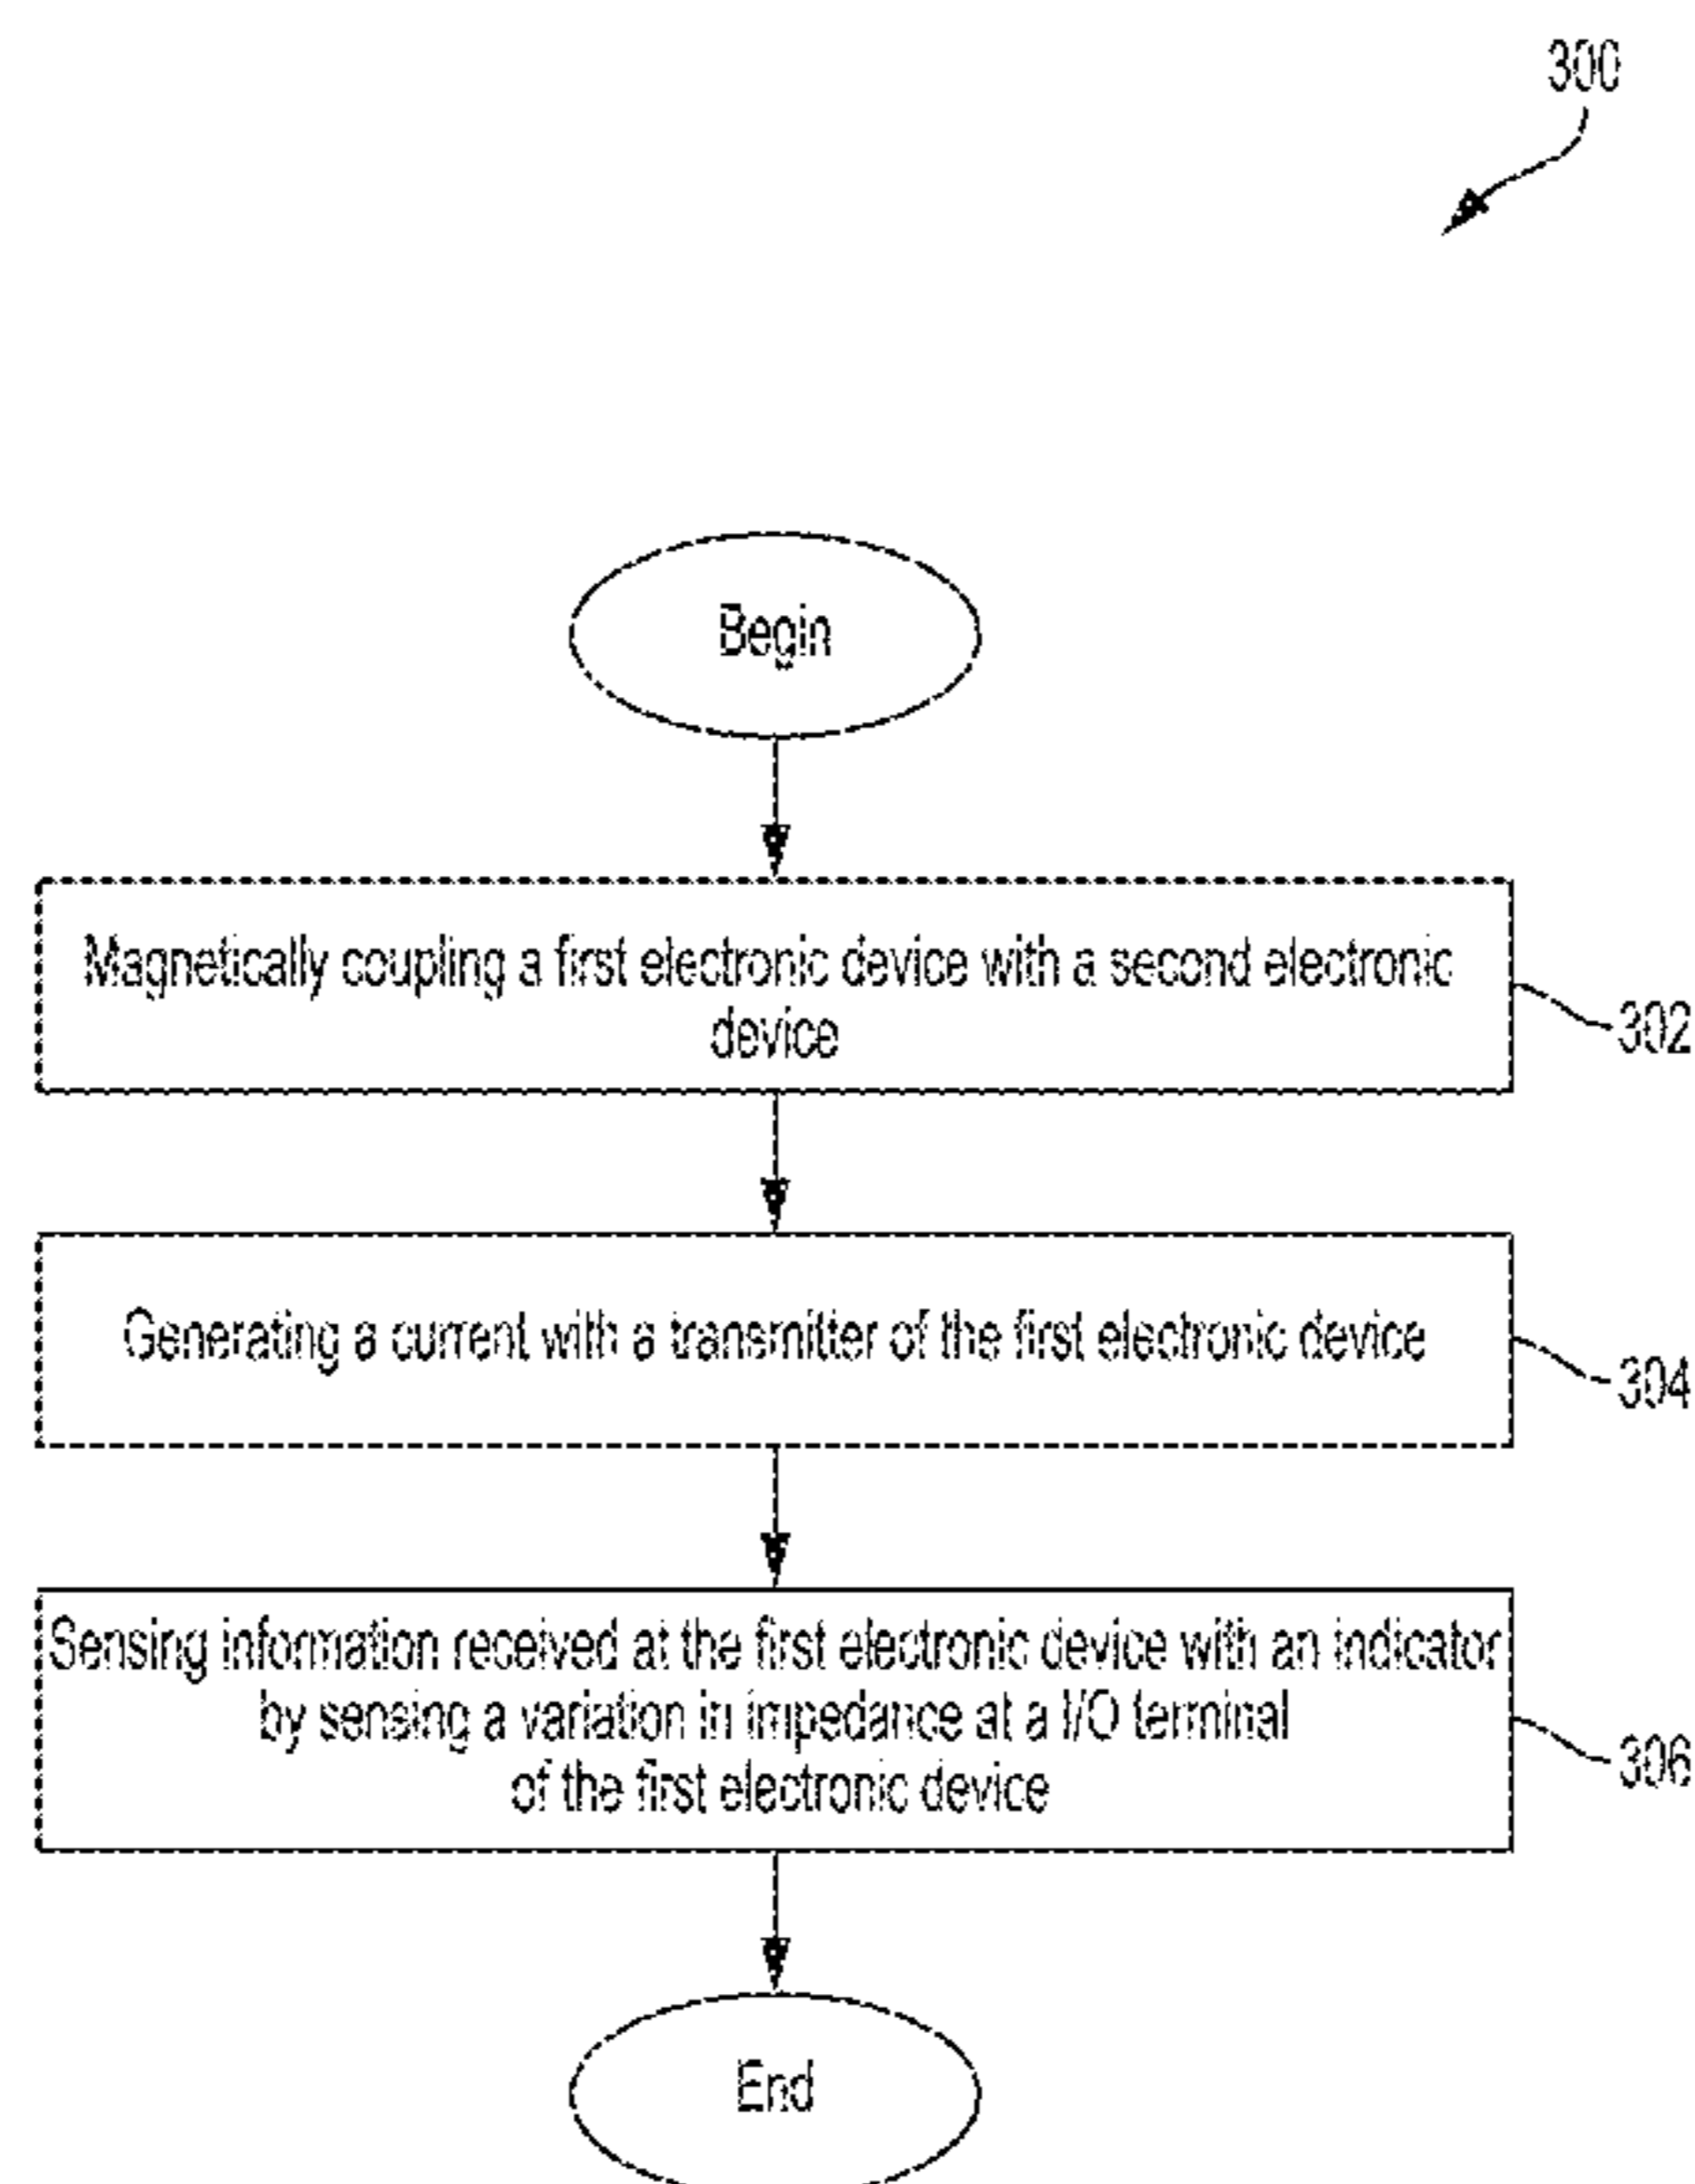 300
Begin
Magnetically coupling a first electronic device with a second electronic
device
302
Generating a current with a transmitter of the first electronic device
304
Sensing information received at the first electronic device with an indicator
by sensing a variation in impedance at a I/O terminal
of the first electronic device
306
End